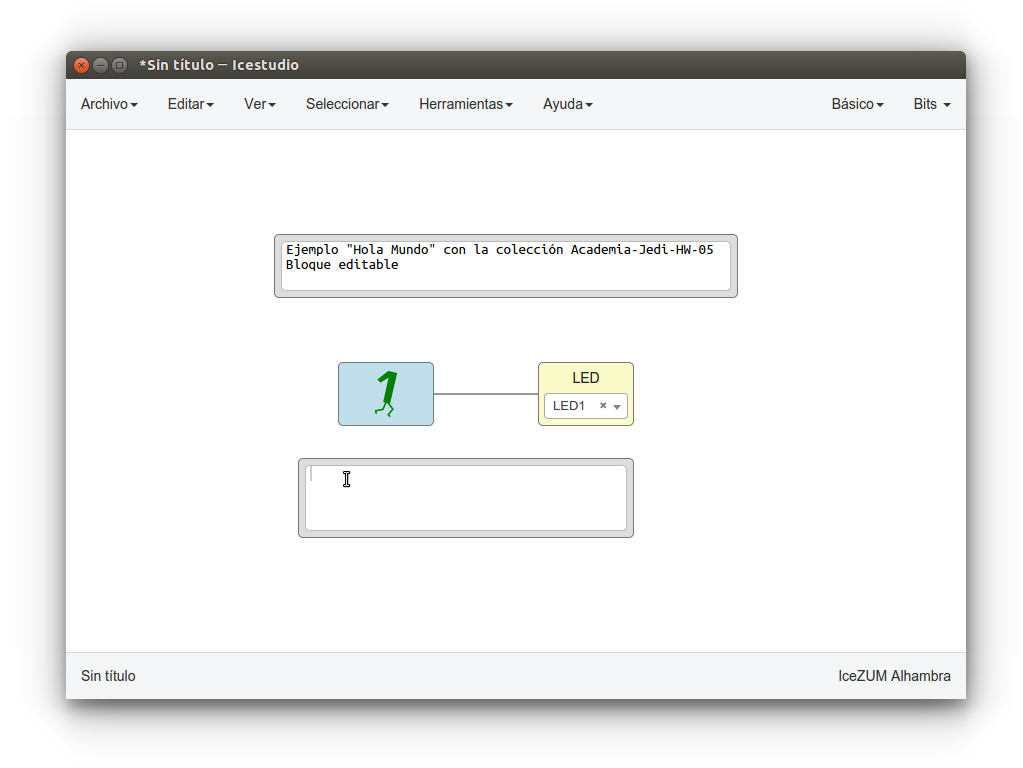 *Sin título — Icestudio
Archivo Editar Ver Seleccionar Herramientas Ayuda Básico Bits
Ejemplo "Hola Mundo" con la colección Academia-Jedi-HW-05
Bloque editable
1
LED
LED1
Sin título IceZUM Alhambra